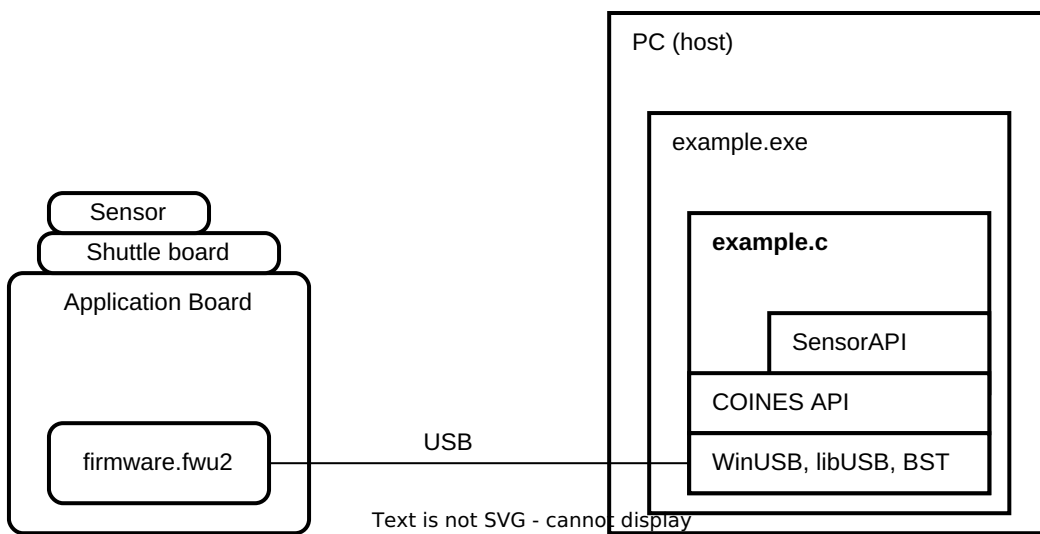 PC (host)
example.exe
Sensor
Shuttle board
example.c
Application Board
SensorAPI
COINES API
USB
firmware.fwu2
WinUSB, libUSB, BST
Text is not SVG - cannot display